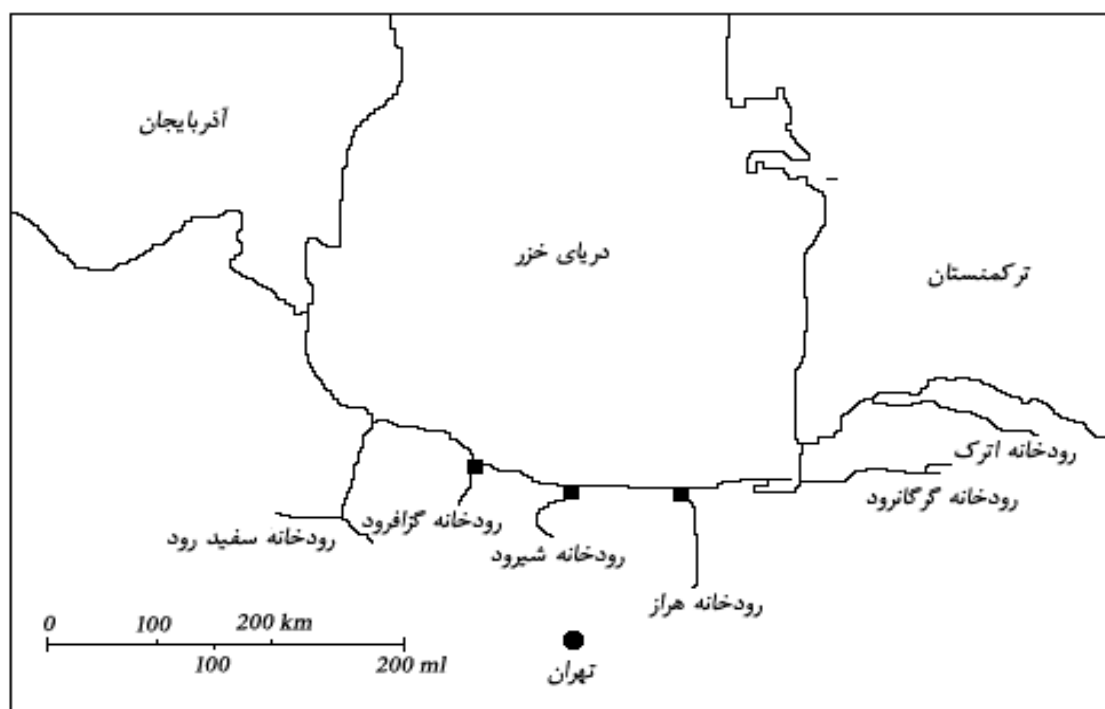 آذربایجان
دریای خزر
ترکمنستان
رودخانه اترک
رودخانه گرگانرود
رودخانه گزافرود
رودخانه سفید رود
رودخانه شیرود
رودخانه هراز
0 100 200 km
100 200 ml
تهران